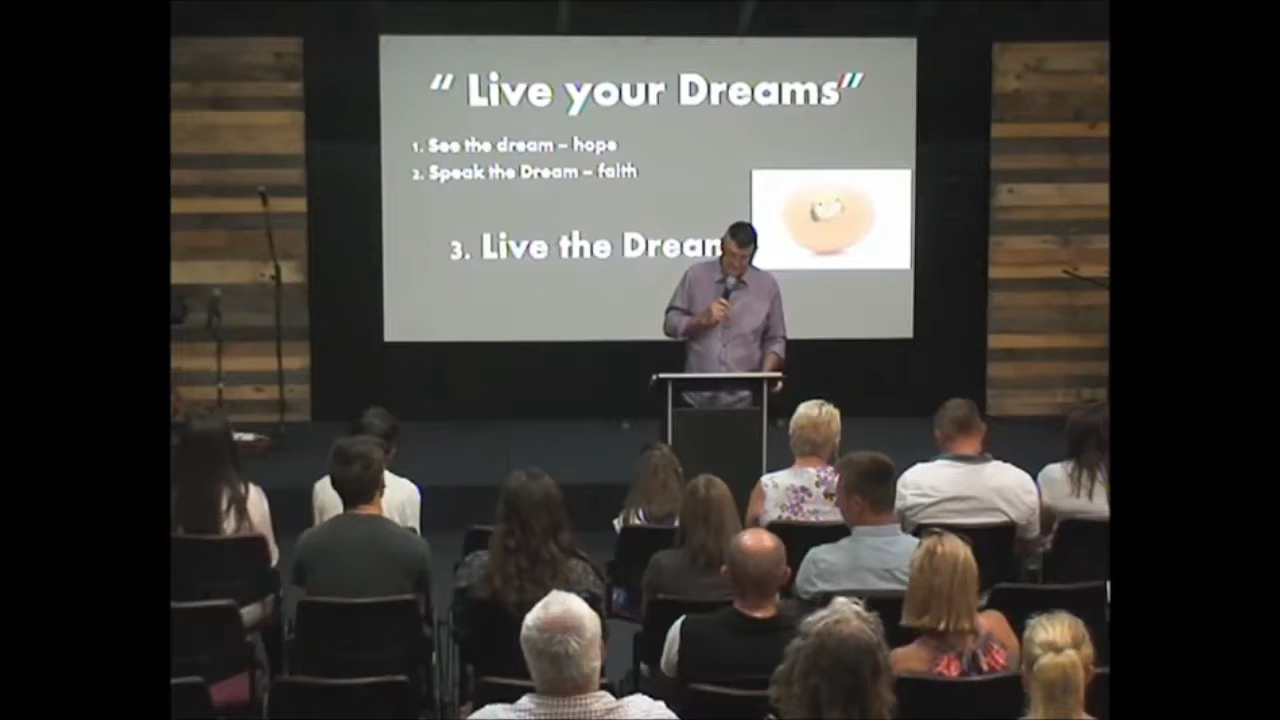 “ Live your Dreams”
1. See the dream – hope
2. Speak the Dream – faith
3. Live the Dream